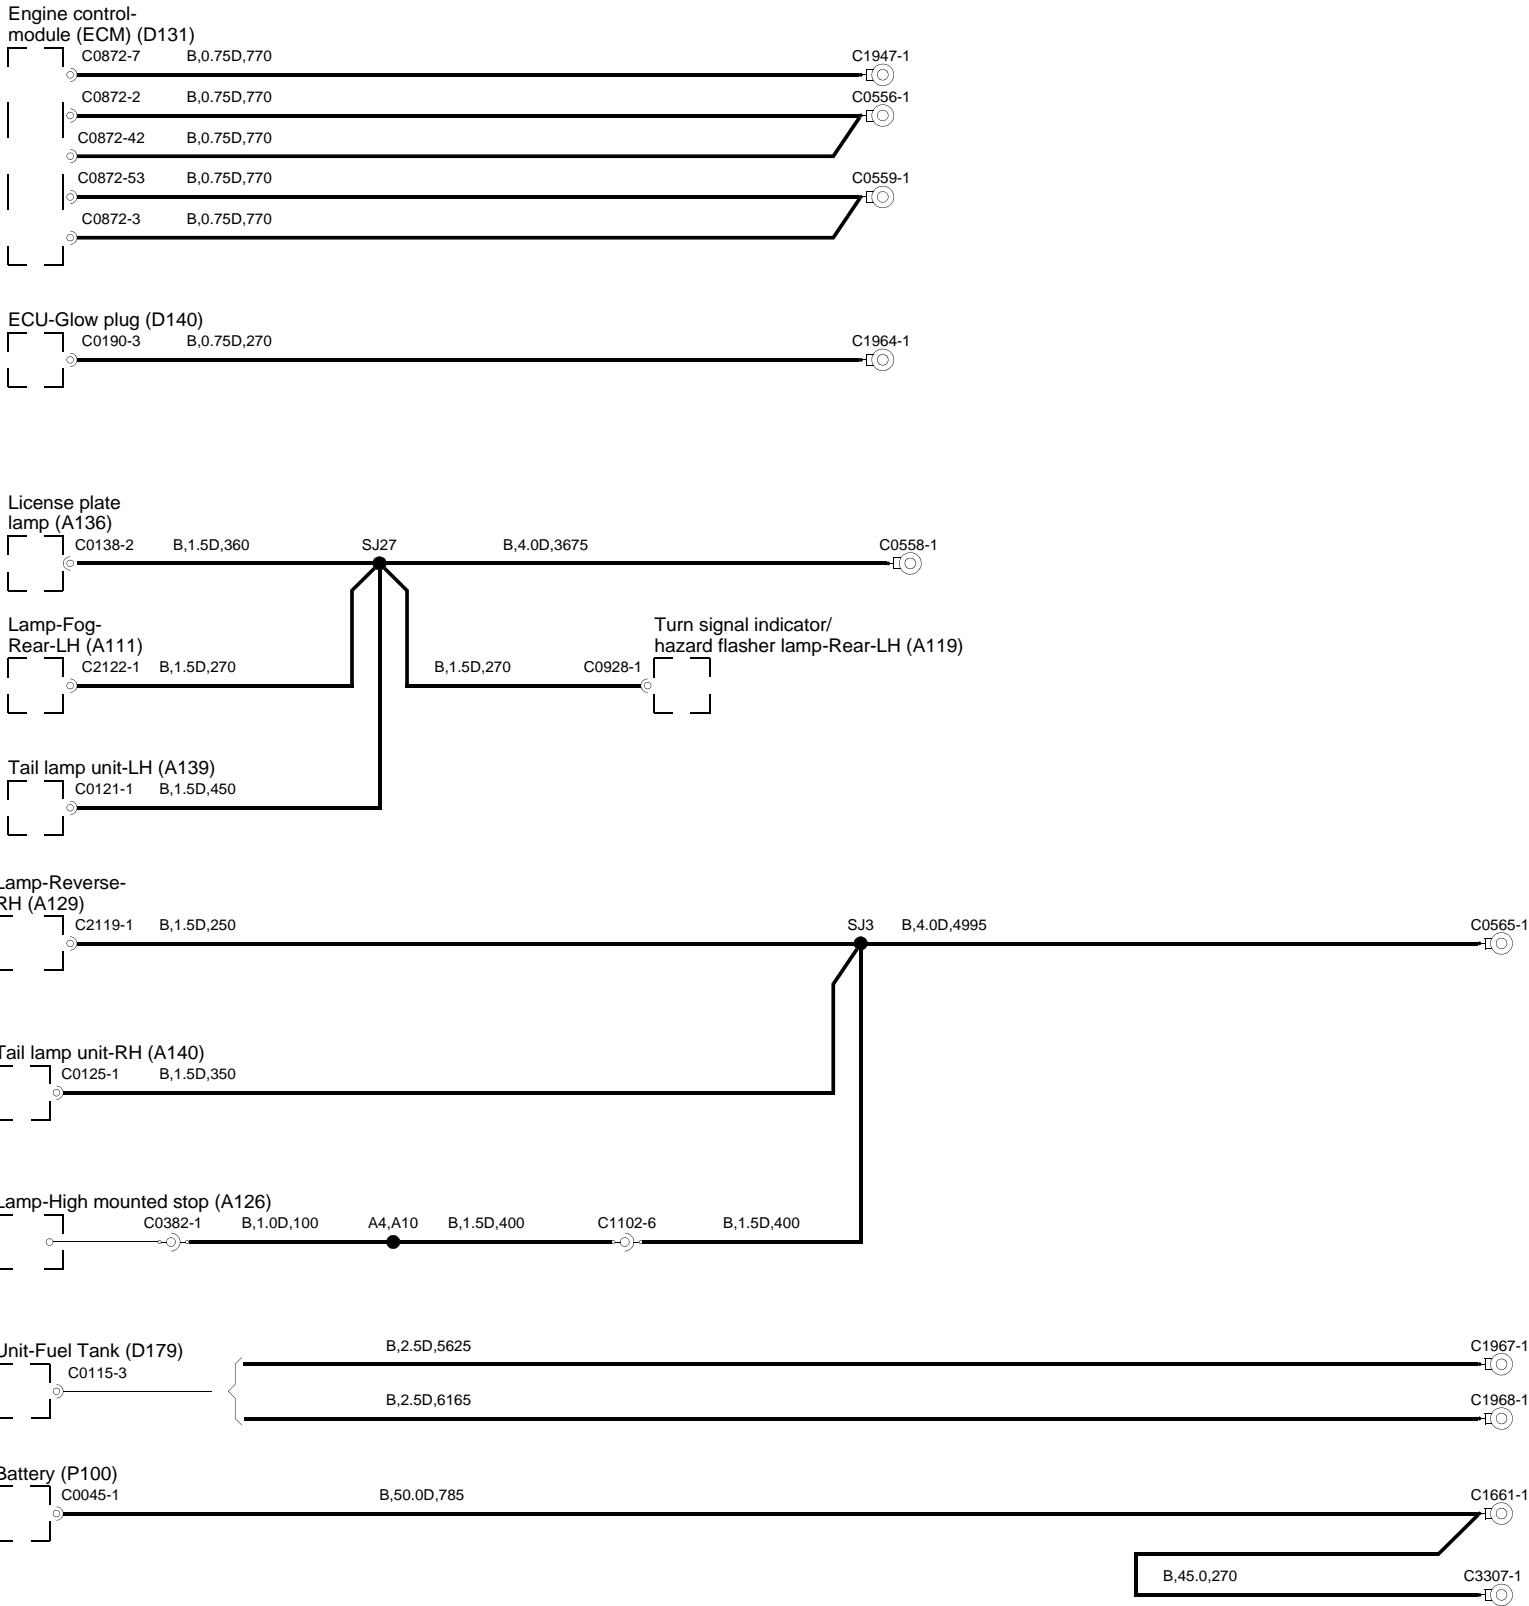 Engine control-
module (ECM) (D131)
C0872-7 B,0.75D,770 C1947-1
C0872-2 B,0.75D,770 C0556-1
C0872-42 B,0.75D,770
C0872-53 B,0.75D,770 C0559-1
C0872-3 B,0.75D,770
ECU-Glow plug (D140)
C0190-3 B,0.75D,270 C1964-1
License plate
lamp (A136)
C0138-2 B,1.5D,360 SJ27 B,4.0D,3675 C0558-1
Lamp-Fog-
Rear-LH (A111)
Turn signal indicator/
hazard flasher lamp-Rear-LH (A119)
C2122-1 B,1.5D,270 B,1.5D,270 C0928-1
Tail lamp unit-LH (A139)
C0121-1 B,1.5D,450
Lamp-Reverse-
RH (A129)
C2119-1 B,1.5D,250 SJ3 B,4.0D,4995 C0565-1
Tail lamp unit-RH (A140)
C0125-1 B,1.5D,350
Lamp-High mounted stop (A126)
C0382-1 B,1.0D,100 A4,A10 B,1.5D,400 C1102-6 B,1.5D,400
Unit-Fuel Tank (D179)
C0115-3 B,2.5D,5625 C1967-1
B,2.5D,6165 C1968-1
Battery (P100)
C0045-1 B,50.0D,785 C1661-1
B,45.0,270 C3307-1